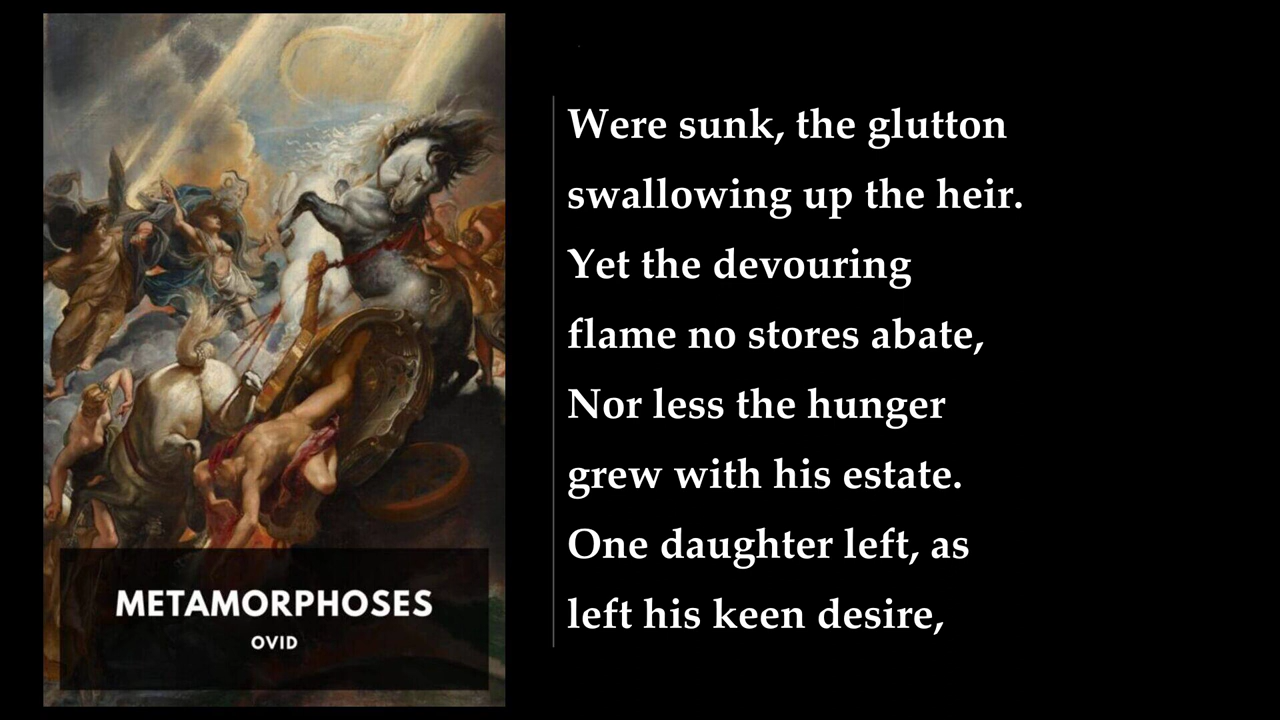 METAMORPHOSES
OVID
Were sunk, the glutton
swallowing up the heir.
Yet the devouring
flame no stores abate,
Nor less the hunger
grew with his estate.
One daughter left, as
left his keen desire,